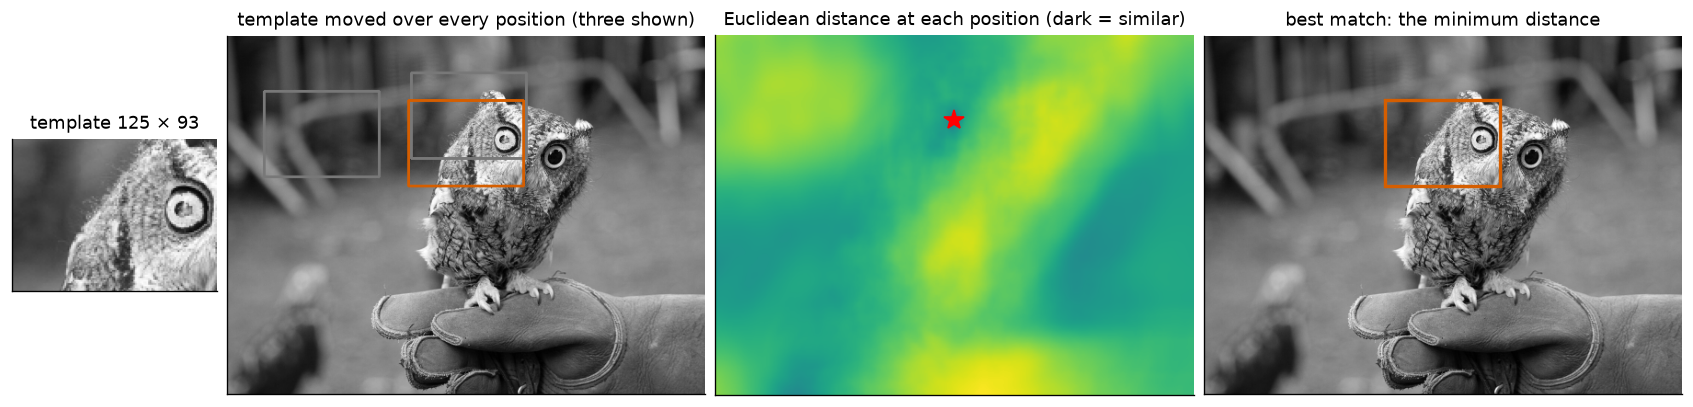 template moved over every position (three shown)
Euclidean distance at each position (dark = similar)
best match: the minimum distance
template 125 × 93